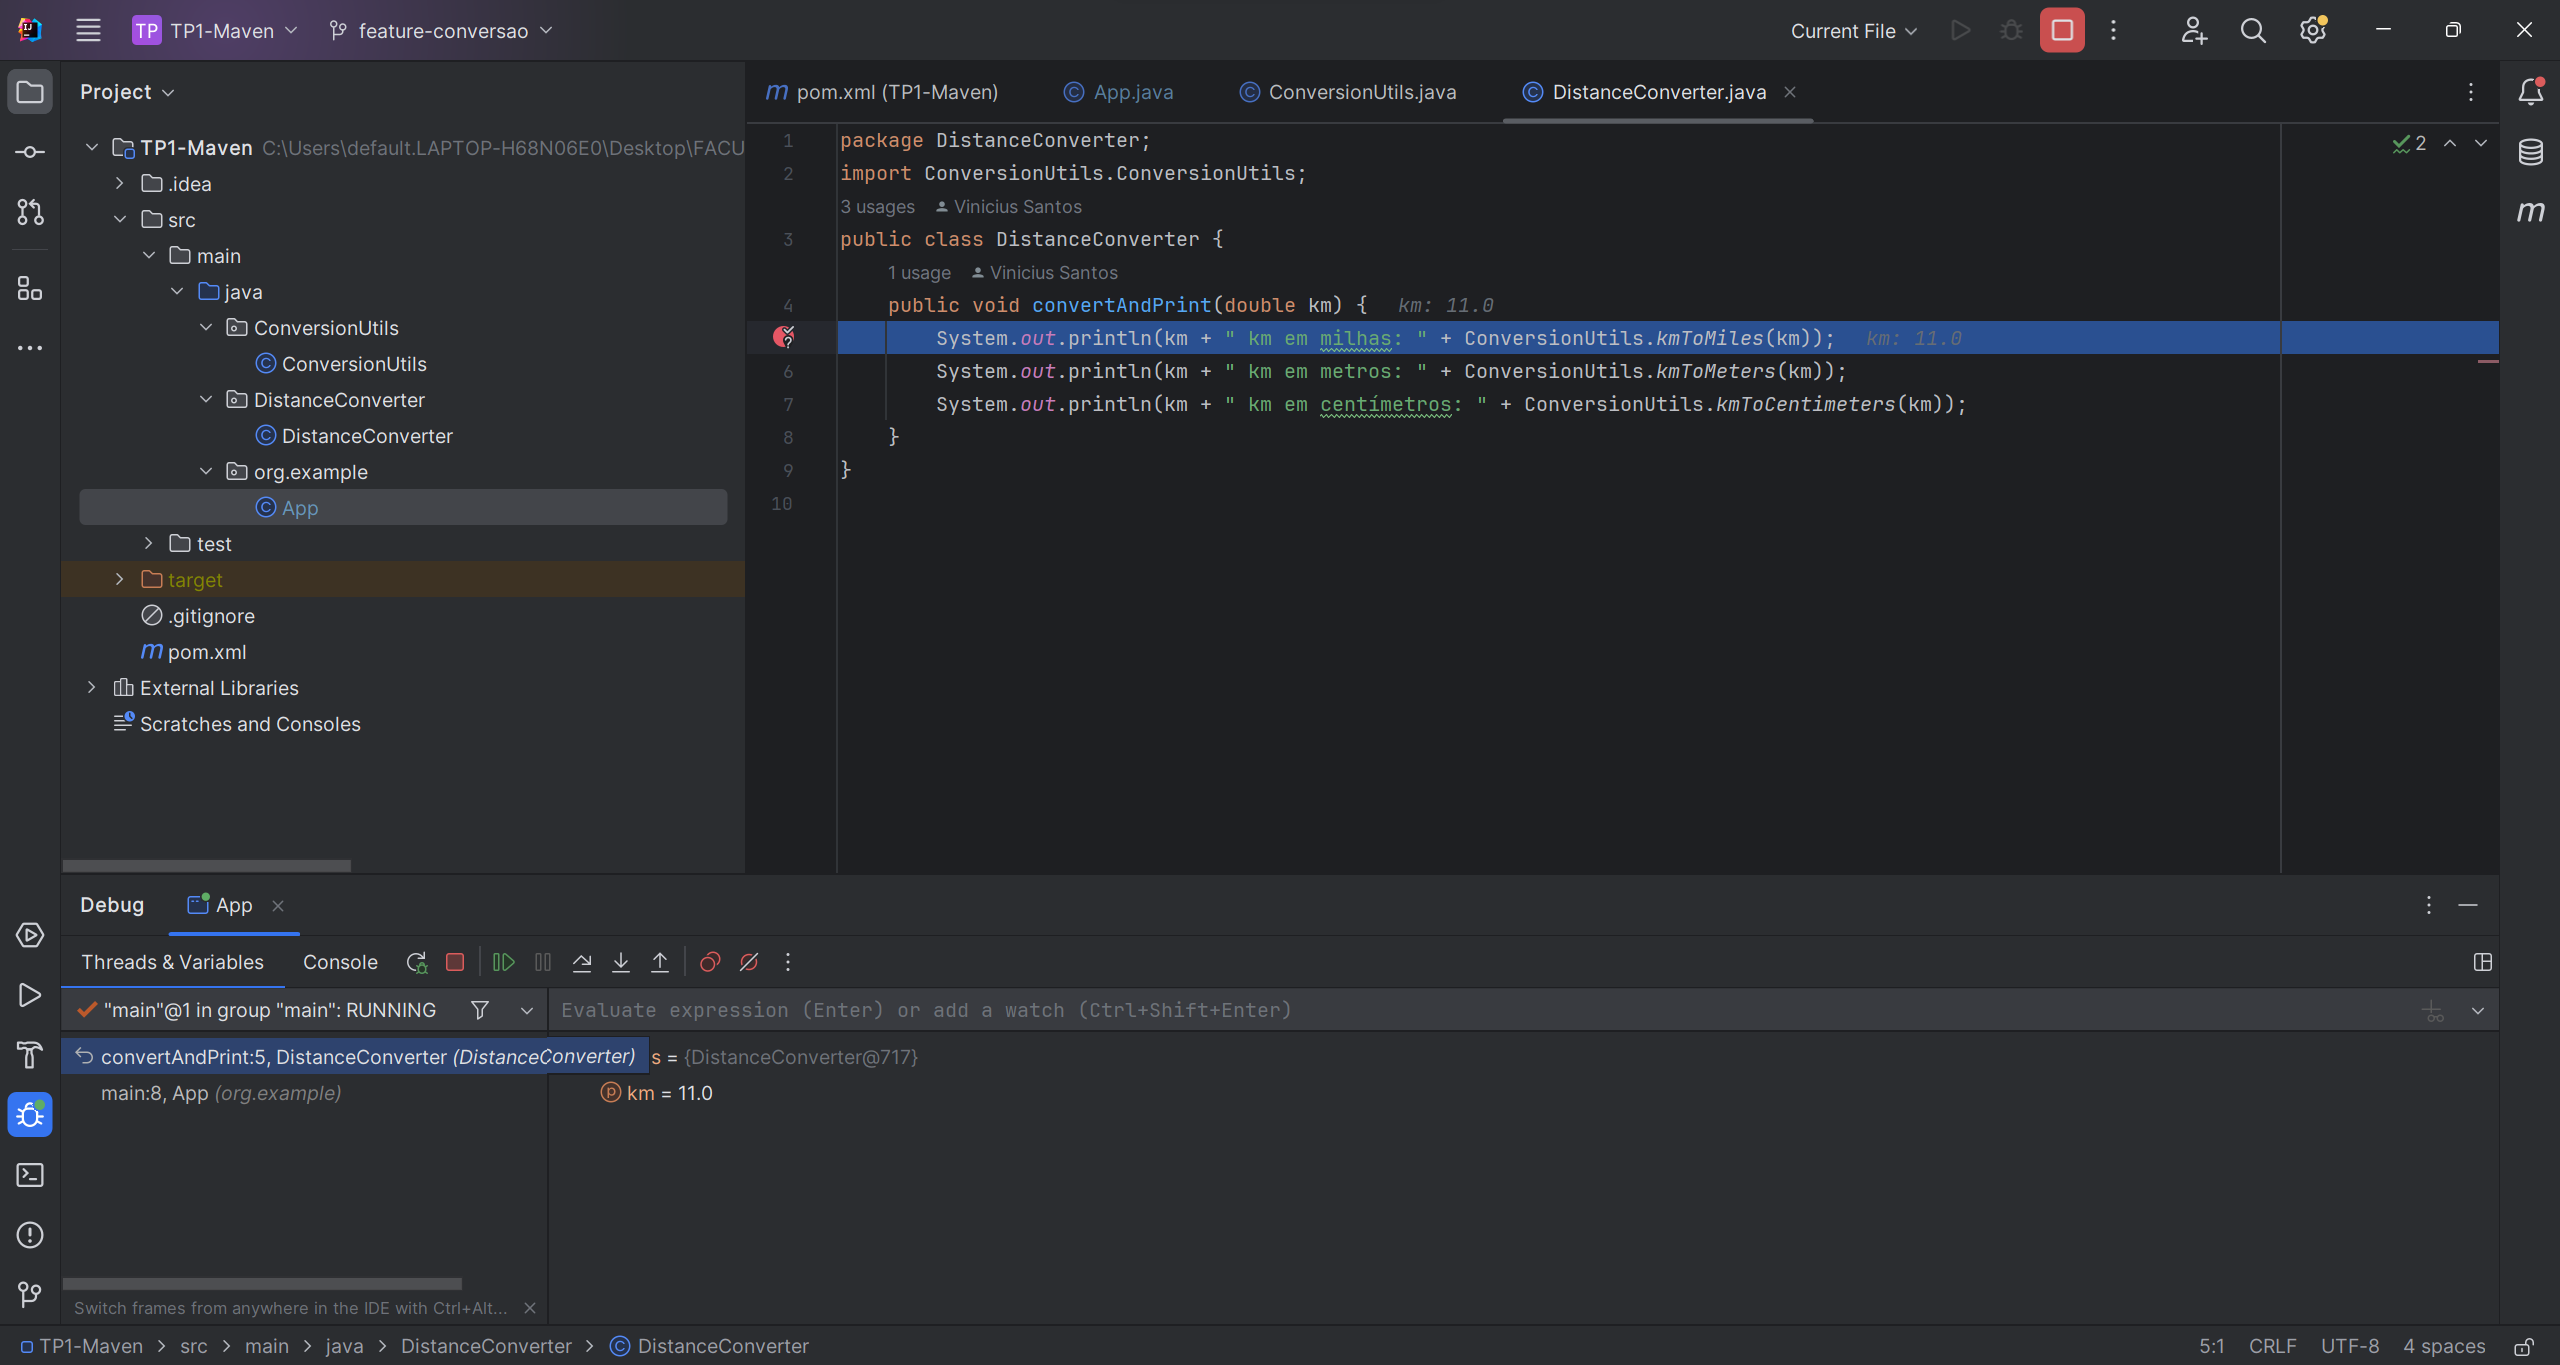 TP TP1-Maven feature-conversao Current File
Project
TP1-Maven C:\Users\default.LAPTOP-H68N06E0\Desktop\FACU
.idea
src
main
java
ConversionUtils
ConversionUtils
DistanceConverter
DistanceConverter
org.example
App
test
target
.gitignore
pom.xml
External Libraries
Scratches and Consoles
pom.xml (TP1-Maven) App.java ConversionUtils.java DistanceConverter.java
2
1 package DistanceConverter;
2 import ConversionUtils.ConversionUtils;
3 usages Vinicius Santos
3 public class DistanceConverter {
1 usage Vinicius Santos
4 public void convertAndPrint(double km) { km: 11.0
System.out.println(km + " km em milhas: " + ConversionUtils.kmToMiles(km)); km: 11.0
6 System.out.println(km + " km em metros: " + ConversionUtils.kmToMeters(km));
7 System.out.println(km + " km em centímetros: " + ConversionUtils.kmToCentimeters(km));
8 }
9 }
10
Debug App
Threads & Variables Console
"main"@1 in group "main": RUNNING
Evaluate expression (Enter) or add a watch (Ctrl+Shift+Enter)
convertAndPrint:5, DistanceConverter (DistanceConverter)
s = {DistanceConverter@717}
main:8, App (org.example)
km = 11.0
Switch frames from anywhere in the IDE with Ctrl+Alt...
TP1-Maven > src > main > java > DistanceConverter > DistanceConverter
5:1 CRLF UTF-8 4 spaces